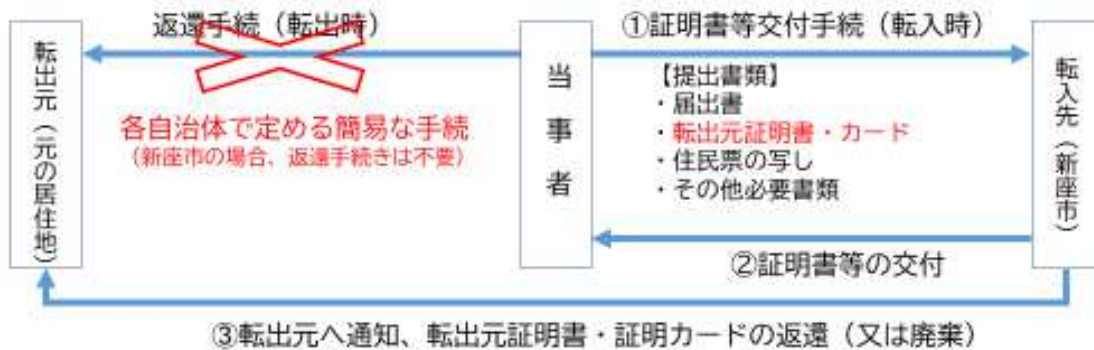 返還手続（転出時）
各自治体で定める簡易な手続
（新座市の場合、返還手続きは不要）
転出元（元の居住地）
当事者
①証明書等交付手続（転入時）
【提出書類】
・届出書
・転出元証明書・カード
・住民票の写し
・その他必要書類
転入先（新座市）
②証明書等の交付
③転出元へ通知、転出元証明書・証明カードの返還（又は廃棄）